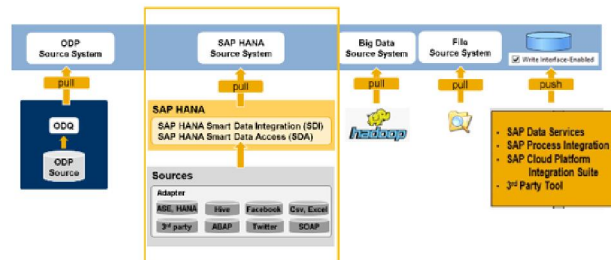 ODP
Source System
SAP HANA
Source System
Big Data
Source System
File
Source System
Write Interface-Enabled
pull
pull
pull
pull
push
ODQ
ODP
Source
SAP HANA
SAP HANA Smart Data Integration (SDI)
SAP HANA Smart Data Access (SDA)
hadoop
Sources
Adapter
ASE, HANA
Hive
Facebook
Csv, Excel
3rd party
ABAP
Twitter
SOAP
- SAP Data Services
- SAP Process Integration
- SAP Cloud Platform
Integration Suite
- 3rd Party Tool